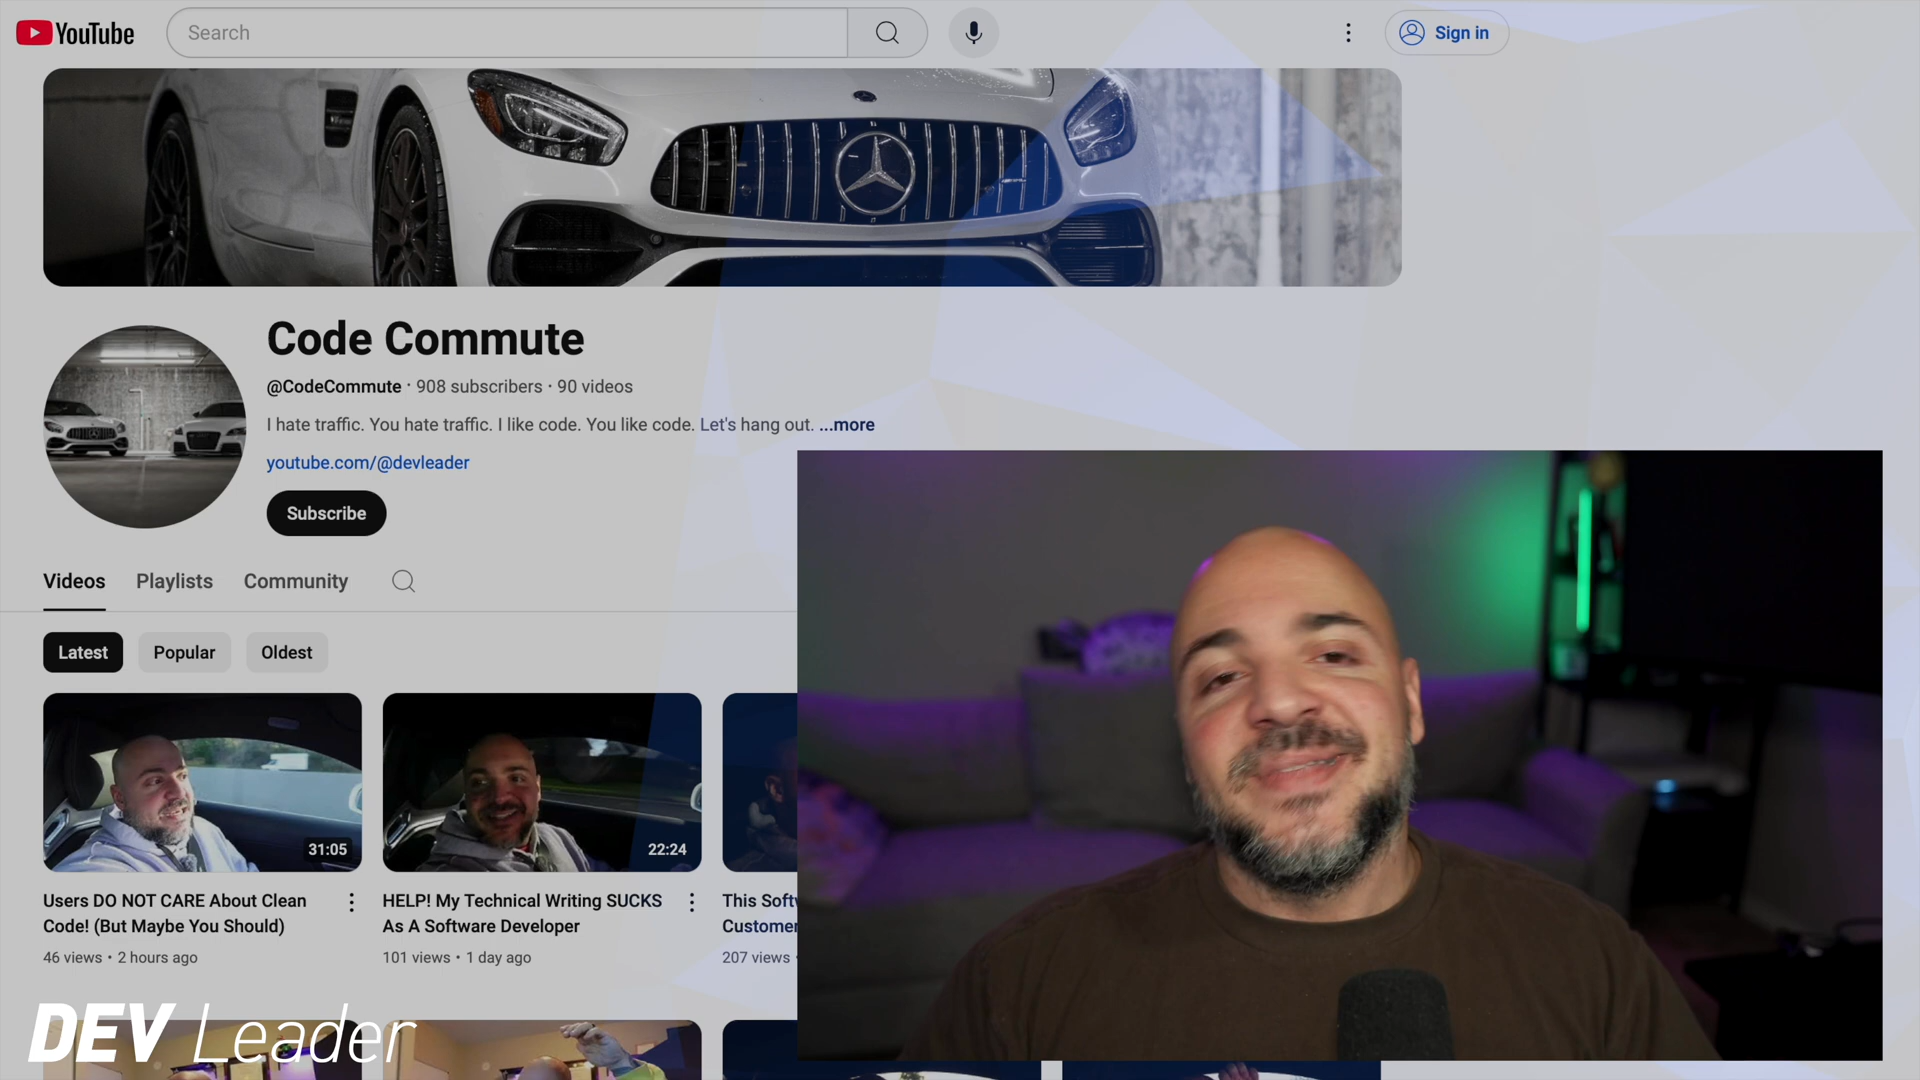 YouTube
Search
Sign in
Code Commute
@CodeCommute · 908 subscribers · 90 videos
I hate traffic. You hate traffic. I like code. You like code. Let's hang out. ...more
youtube.com/@devleader
Subscribe
Videos Playlists Community
Latest Popular Oldest
31:05
22:24
Users DO NOT CARE About Clean
Code! (But Maybe You Should)
46 views · 2 hours ago
HELP! My Technical Writing SUCKS
As A Software Developer
101 views · 1 day ago
This
207 views
DEV Leader